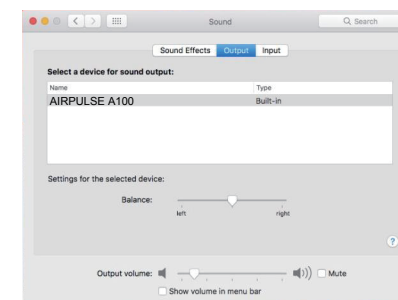 Sound
Search
Sound Effects Output Input
Select a device for sound output:
Name Type
AIRPULSE A100 Built-in
Settings for the selected device:
Balance:
left right
?
Output volume: Mute
Show volume in menu bar